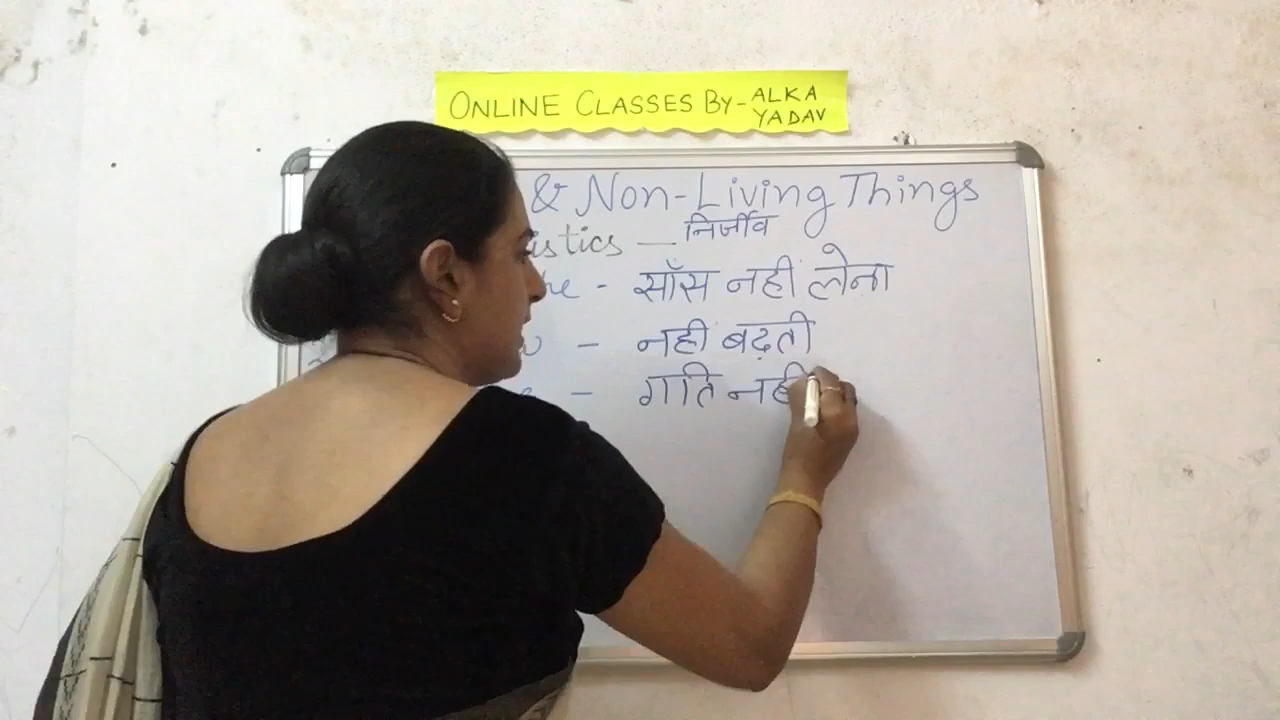 ONLINE CLASSES BY- ALKA
YADAV
& Non-Living Things
निर्जीव
istics —
- साँस नहीं लेना
- नहीं बढ़ती
- गति नहीं